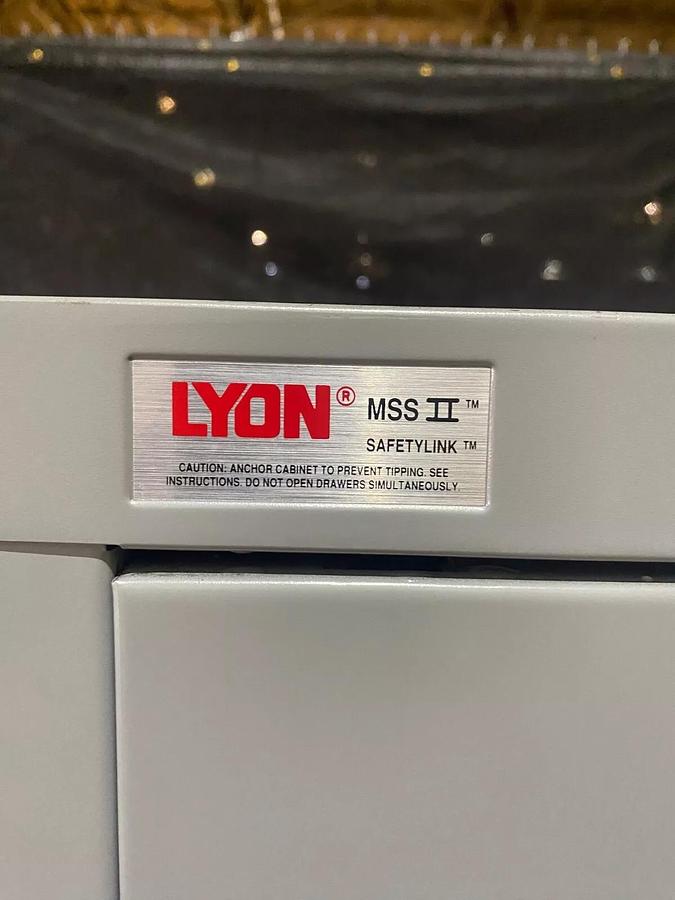 LYON® MSS II™
SAFETYLINK™
CAUTION: ANCHOR CABINET TO PREVENT TIPPING. SEE
INSTRUCTIONS. DO NOT OPEN DRAWERS SIMULTANEOUSLY.